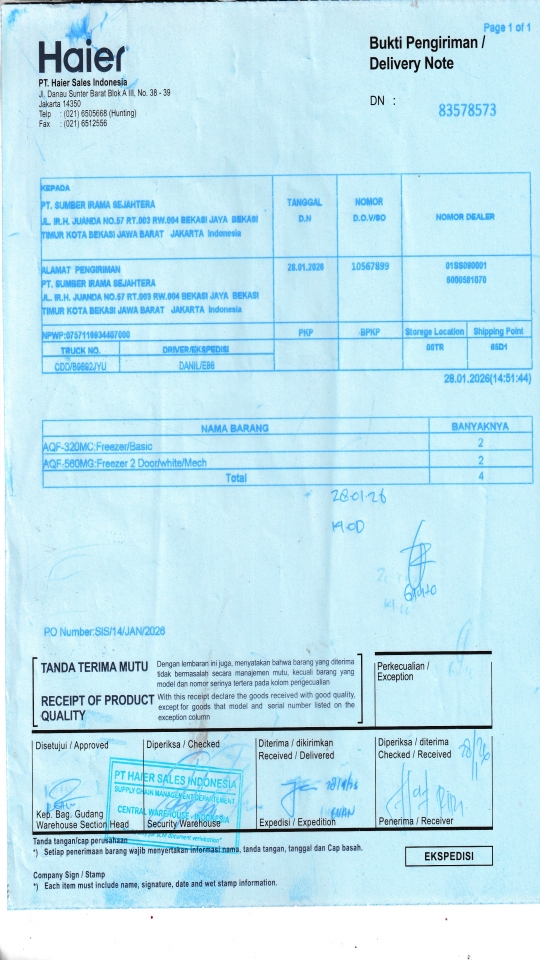 Page 1 of 1
Haier
Bukti Pengiriman /
Delivery Note
PT. Haier Sales Indonesia
Jl. Danau Sunter Barat Blok A III, No. 38 - 39
Jakarta 14350
Telp : (021) 6505668 (Hunting)
Fax : (021) 6512556
DN : 83578573
KEPADA
PT. SUMBER IRAMA SEJAHTERA
JL. IR.H. JUANDA NO.57 RT.003 RW.004 BEKASI JAYA BEKASI
TIMUR KOTA BEKASI JAWA BARAT JAKARTA Indonesia
TANGGAL
D.N
NOMOR
D.O.V/SO
NOMOR DEALER
ALAMAT PENGIRIMAN
PT. SUMBER IRAMA SEJAHTERA
JL. IR.H. JUANDA NO.57 RT.003 RW.004 BEKASI JAYA BEKASI
TIMUR KOTA BEKASI JAWA BARAT JAKARTA Indonesia
28.01.2026
10567899
PKP
BPKP
Storege Location
Shipping Point
TRUCK NO.
DRIVER/EKSPEDISI
28.01.2026(14:51:44)
NAMA BARANG BANYAKNYA
AQF-320MC:Freezer/Basic 2
AQF-560MG:Freezer 2 Door/white/Mech 2
Total 4
28-01-26
PO Number:SIS/14/JAN/2026
TANDA TERIMA MUTU
Dengan lembaran ini juga, menyatakan bahwa barang yang diterima
tidak bermasalah secara manajemen mutu, kecuali barang yang
model dan nomor serinya tertera pada kolom pengecualian
RECEIPT OF PRODUCT
QUALITY
With this receipt declare the goods received with good quality,
except for goods that model and serial number listed on the
exception column
Perkecualian /
Exception
Disetujui / Approved
Diperiksa / Checked
Diterima / dikirimkan
Received / Delivered
Diperiksa / diterima
Checked / Received
PT HAIER SALES INDONESIA
SUPPLY CHAIN MANAGEMENT DEPARTEMENT
CENTRAL WAREHOUSE - INDONESIA
Kep. Bag. Gudang
Warehouse Section Head
Security/Warehouse
Expedisi / Expedition
Penerima / Receiver
Tanda tangan/cap perusahaan
*) Setiap penerimaan barang wajib menyertakan informasi nama, tanda tangan, tanggal dan Cap basah.
EKSPEDISI
Company Sign / Stamp
*) Each item must include name, signature, date and wet stamp information.